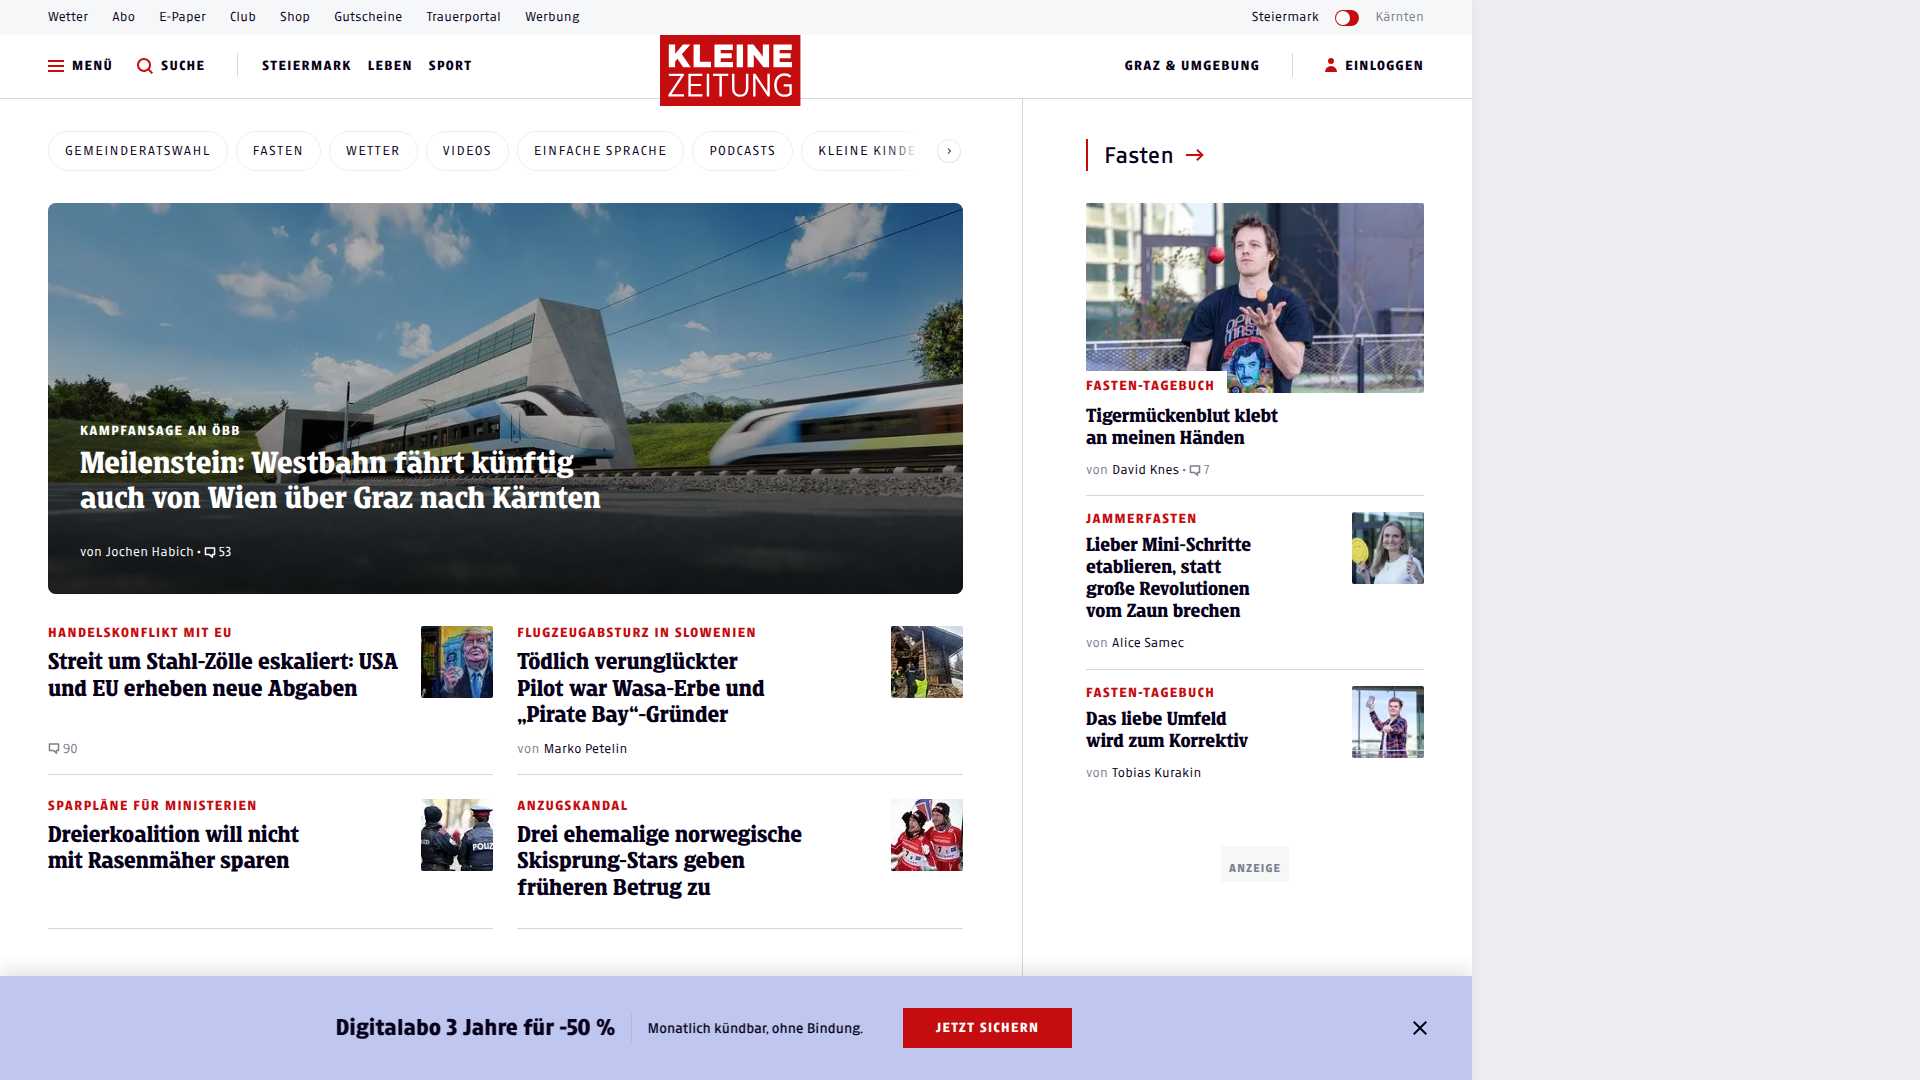 Wetter Abo E-Paper Club Shop Gutscheine Trauerportal Werbung Steiermark Kärnten
MENÜ SUCHE STEIERMARK LEBEN SPORT
KLEINE
ZEITUNG
GRAZ & UMGEBUNG EINLOGGEN
GEMEINDERATSWAHL FASTEN WETTER VIDEOS EINFACHE SPRACHE PODCASTS KLEINE KINDE
KAMPFANSAGE AN ÖBB
Meilenstein: Westbahn fährt künftig
auch von Wien über Graz nach Kärnten
von Jochen Habich • 53
HANDELSKONFLIKT MIT EU
Streit um Stahl-Zölle eskaliert: USA
und EU erheben neue Abgaben
90
FLUGZEUGABSTURZ IN SLOWENIEN
Tödlich verunglückter
Pilot war Wasa-Erbe und
„Pirate Bay“-Gründer
von Marko Petelin
SPARPLÄNE FÜR MINISTERIEN
Dreierkoalition will nicht
mit Rasenmäher sparen
POLIZ
ANZUGSKANDAL
Drei ehemalige norwegische
Skisprung-Stars geben
früheren Betrug zu
Fasten
FASTEN-TAGEBUCH
Tigermückenblut klebt
an meinen Händen
von David Knes • 7
JAMMERFASTEN
Lieber Mini-Schritte
etablieren, statt
große Revolutionen
vom Zaun brechen
von Alice Samec
FASTEN-TAGEBUCH
Das liebe Umfeld
wird zum Korrektiv
von Tobias Kurakin
ANZEIGE
Digitalabo 3 Jahre für -50 % Monatlich kündbar, ohne Bindung. JETZT SICHERN